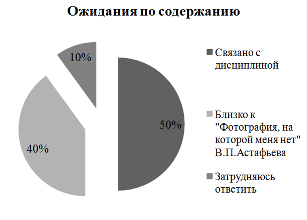 Ожидания по содержанию
10%
50%
40%
Связано с
дисциплиной
Близко к
"Фотография, на
которой меня нет"
В.П.Астафьева
Затрудняюсь
ответить